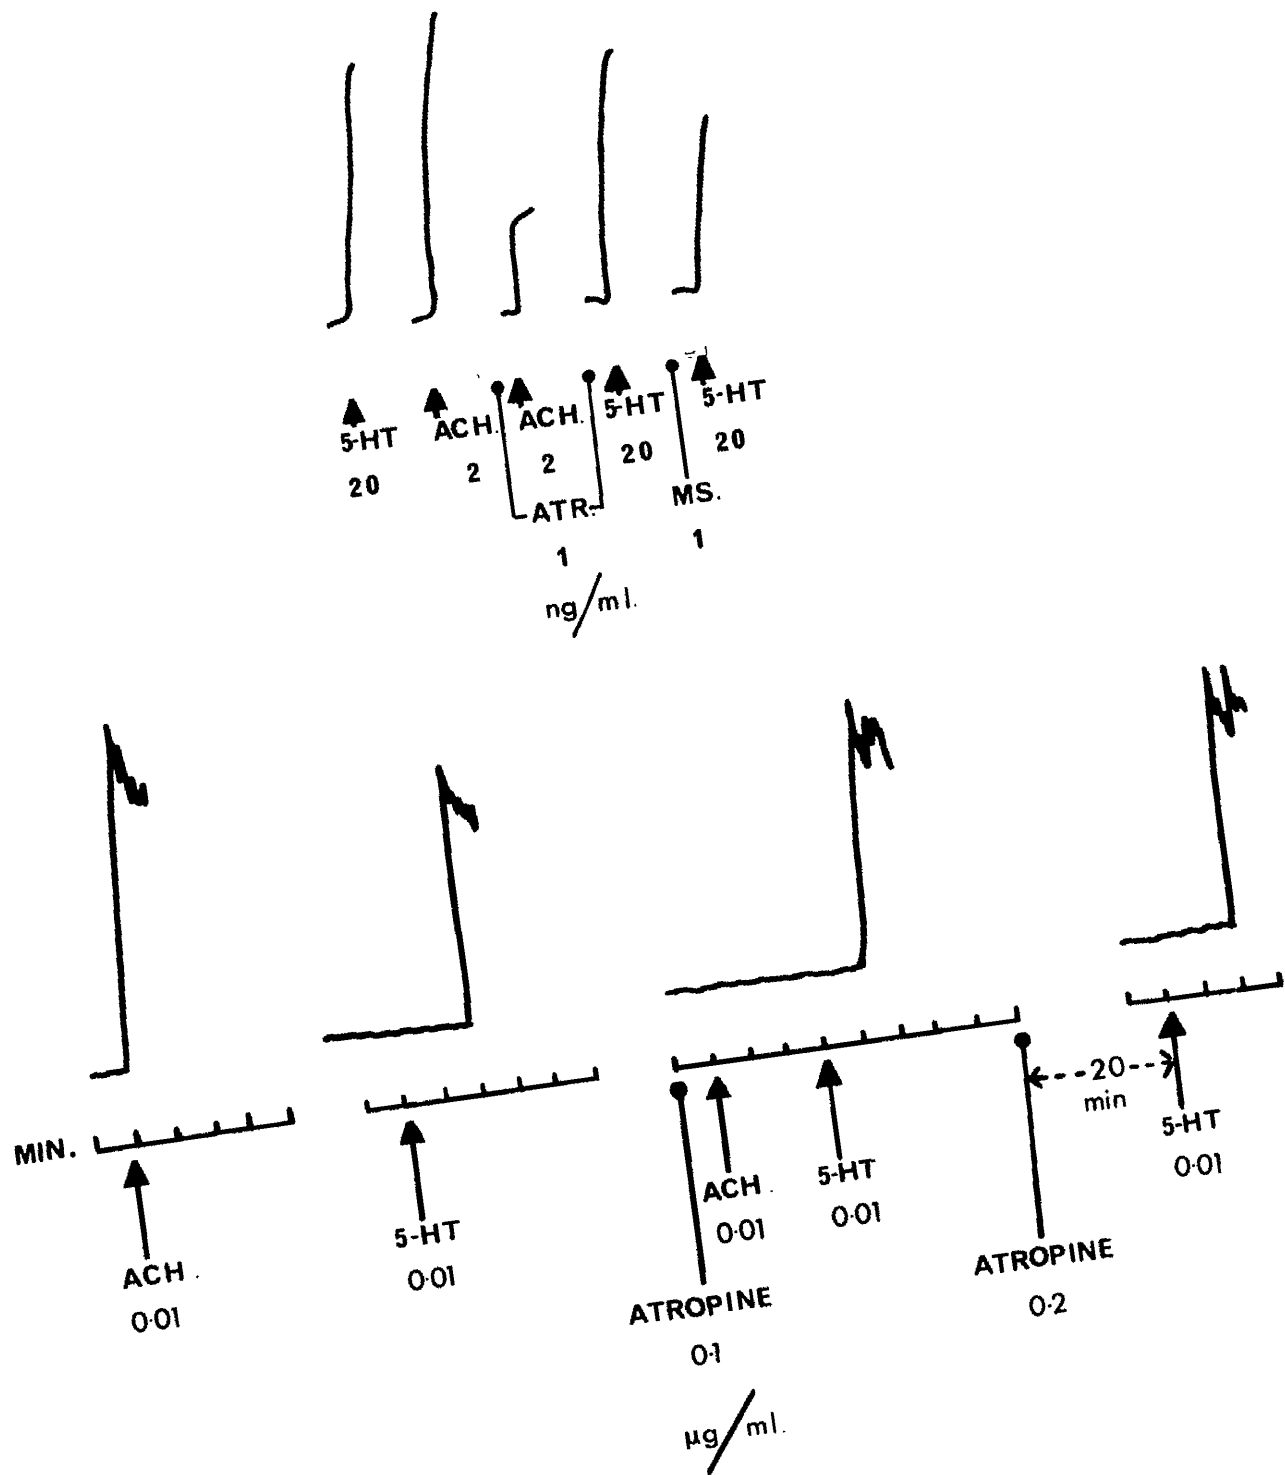 5-HT ACH. ACH. 5-HT 5-HT
20 2 2 20 20
ATR. MS.
1 1
ng/ml.
MIN.
ACH.
0·01
5-HT
0·01
ACH.
0·01
5-HT
0·01
ATROPINE
0·1
ATROPINE
0·2
20
min
5-HT
0·01
µg/ml.